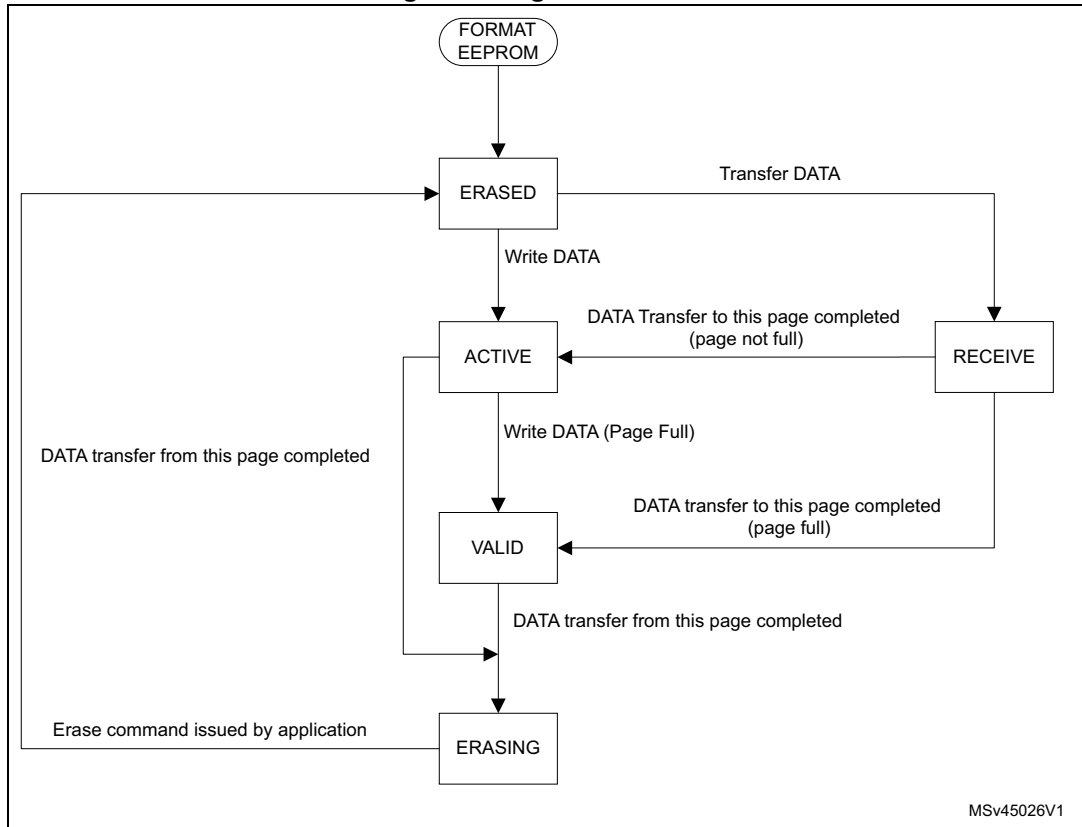 FORMAT
EEPROM
ERASED
Transfer DATA
Write DATA
DATA Transfer to this page completed
(page not full)
ACTIVE
RECEIVE
Write DATA (Page Full)
DATA transfer from this page completed
DATA transfer to this page completed
(page full)
VALID
DATA transfer from this page completed
Erase command issued by application
ERASING
MSv45026V1